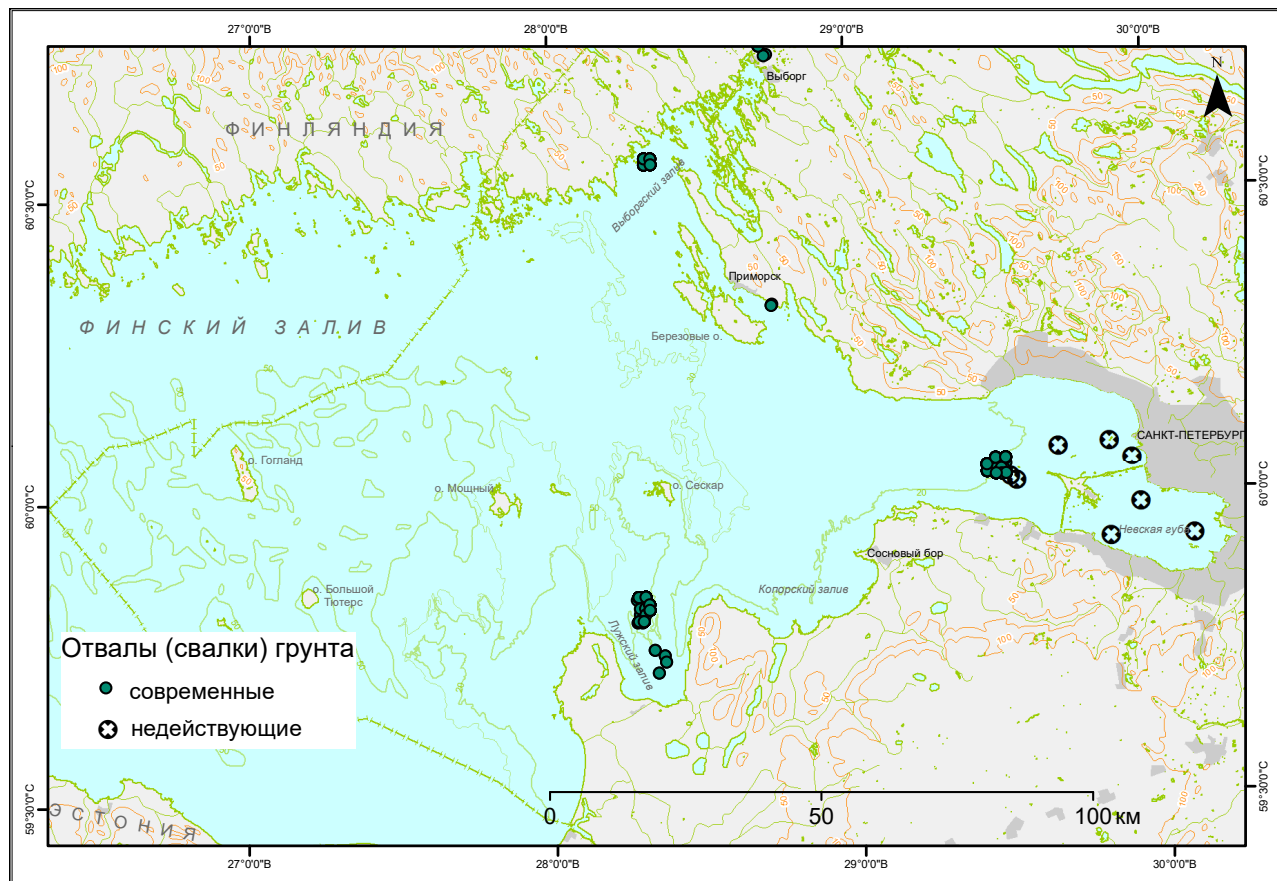 27°0'0"В 28°0'0"В 29°0'0"В 30°0'0"В
N
Выборг
ФИНЛЯНДИЯ
Выборгский залив
60°30'0"С
60°30'0"С
Приморск
ФИНСКИЙ ЗАЛИВ
Березовые о.
САНКТ-ПЕТЕРБУРГ
о. Гогланд
о. Мощный
о. Сескар
60°0'0"С
60°0'0"С
Невская губа
Сосновый бор
о. Большой
Тютерс
Копорский залив
Лужский залив
Отвалы (свалки) грунта
современные
недействующие
59°30'0"С
59°30'0"С
0 50 100 км
ЭСТОНИЯ
27°0'0"В 28°0'0"В 29°0'0"В 30°0'0"В